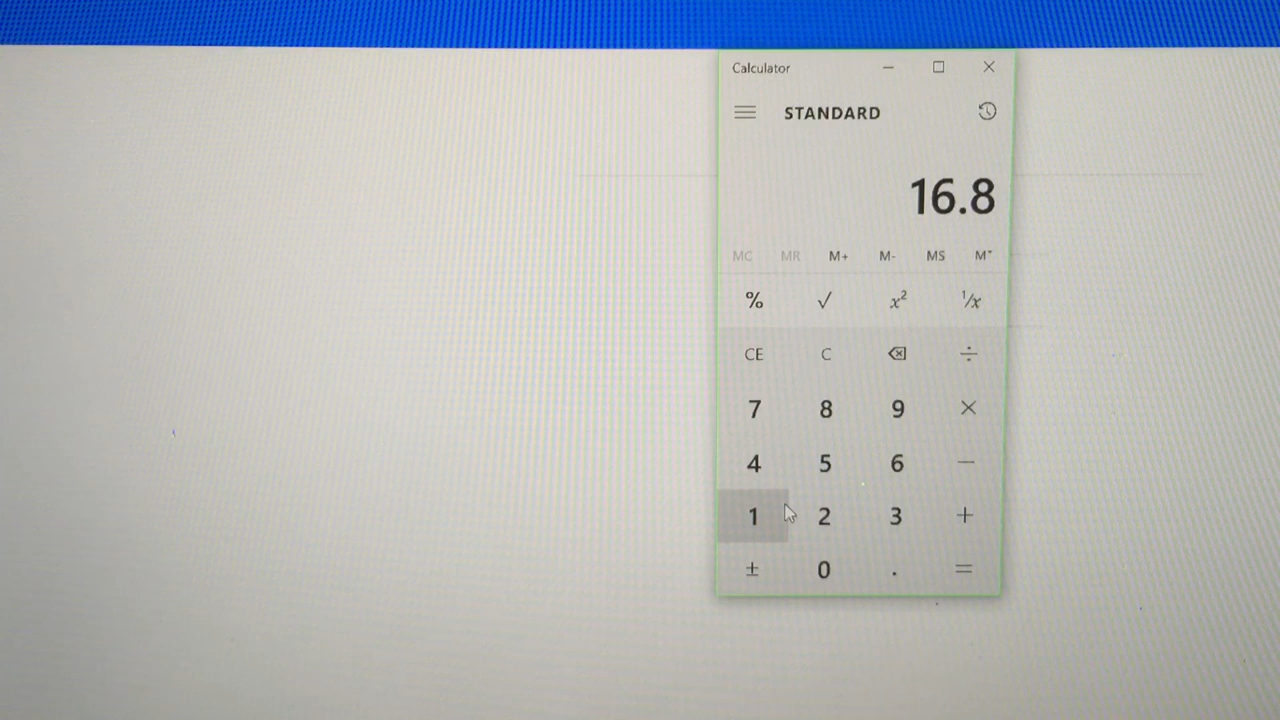 Calculator
STANDARD
16.8
MC MR M+ M- MS M˅
% √ x² ¹/x
CE C ÷
7 8 9 ×
4 5 6 −
1 2 3 +
± 0 . =